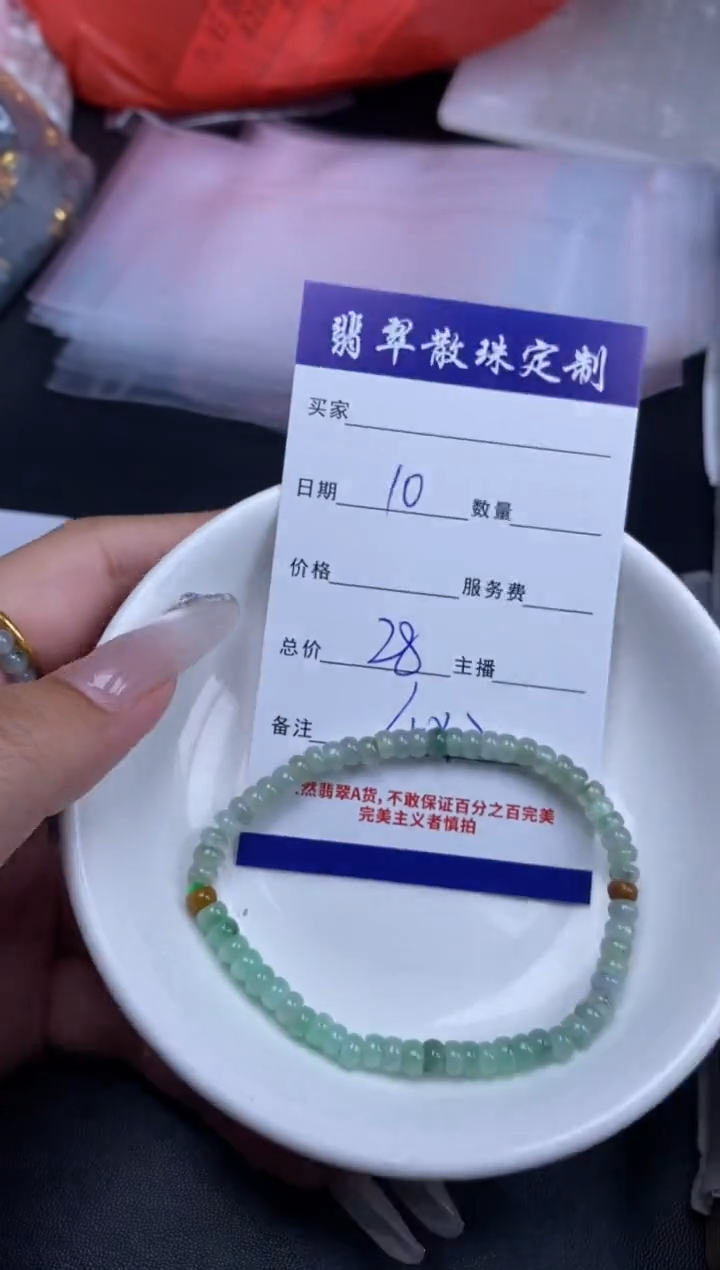 翡翠散珠定制
买家
日期 10 数量
价格 服务费
总价 28 主播
备注
然翡翠A货,不敢保证百分之百完美
完美主义者慎拍